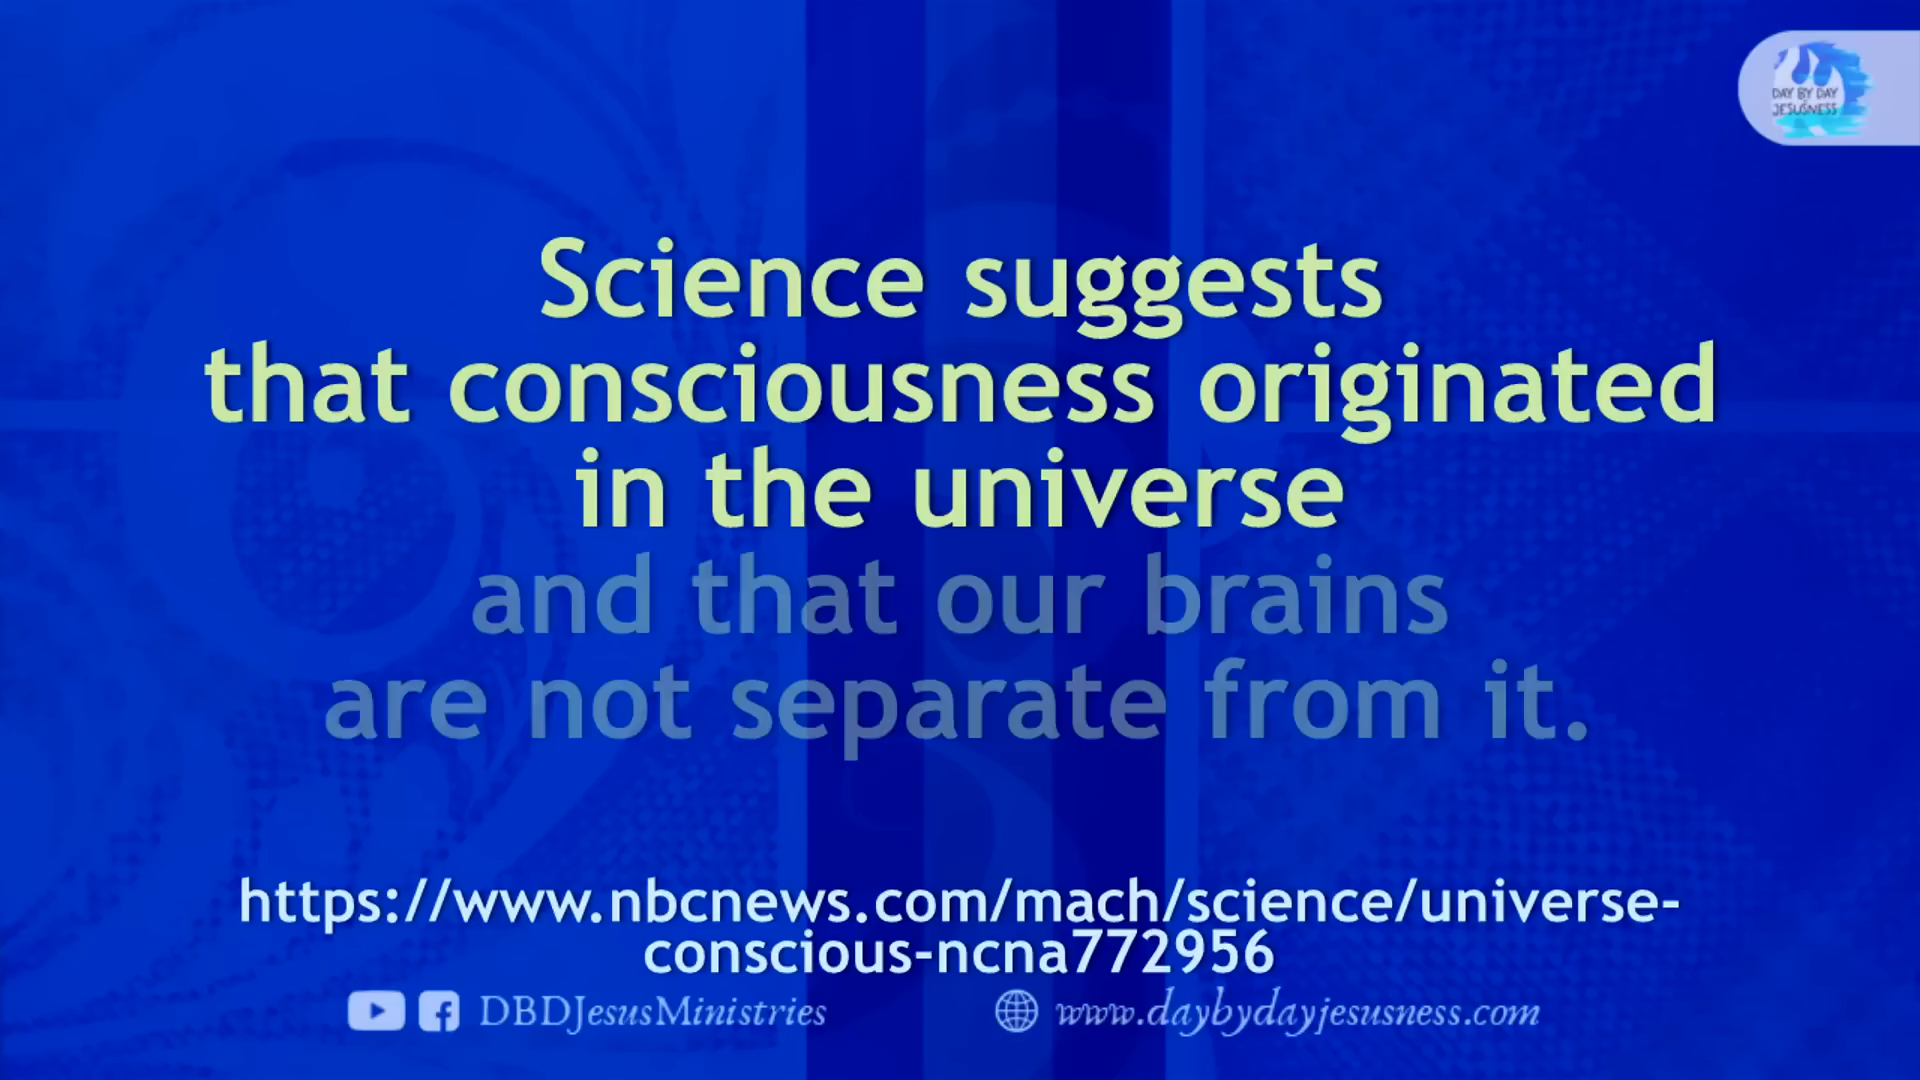 DAY BY DAY
JESUSNESS
Science suggests
that consciousness originated
in the universe
and that our brains
are not separate from it.
https://www.nbcnews.com/mach/science/universe-
conscious-ncna772956
DBDJesusMinistries
www.daybydayjesusness.com